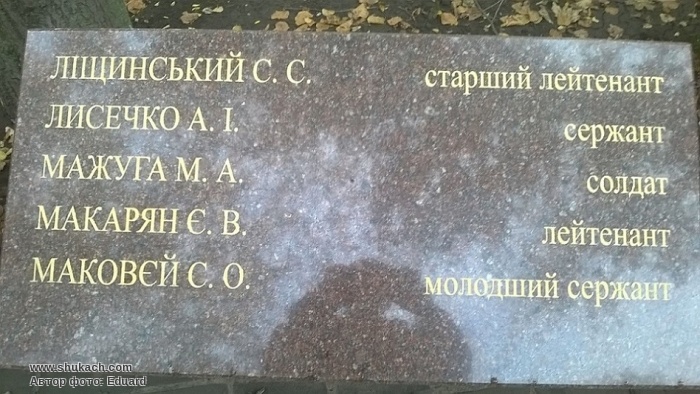 ЛІЩИНСЬКИЙ С. С. старший лейтенант
ЛИСЕЧКО А. І. сержант
МАЖУГА М. А. солдат
МАКАРЯН Є. В. лейтенант
МАКОВЄЙ С. О. молодший сержант
www.shukach.com
Автор фото: Eduard